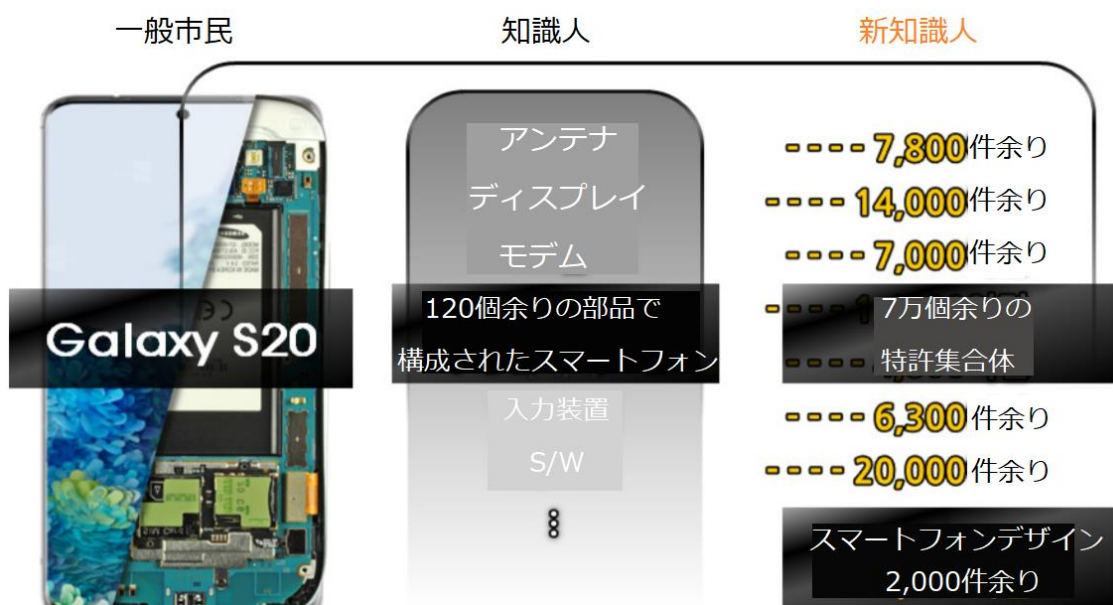 一般市民
知識人
新知識人
Galaxy S20
アンテナ
ディスプレイ
モデム
120個余りの部品で
構成されたスマートフォン
入力装置
S/W
7,800件余り
14,000件余り
7,000件余り
7万個余りの
特許集合体
6,300件余り
20,000件余り
スマートフォンデザイン
2,000件余り